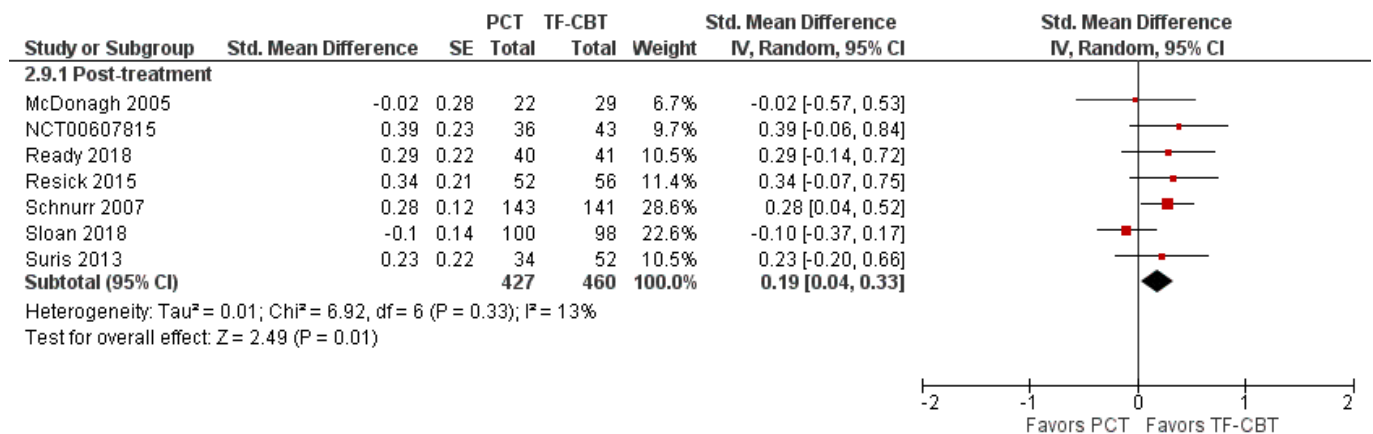 PCT TF-CBT Std. Mean Difference Std. Mean Difference
Study or Subgroup Std. Mean Difference SE Total Total Weight IV, Random, 95% CI IV, Random, 95% CI
2.9.1 Post-treatment
McDonagh 2005 -0.02 0.28 22 29 6.7% -0.02 [-0.57, 0.53]
NCT00607815 0.39 0.23 36 43 9.7% 0.39 [-0.06, 0.84]
Ready 2018 0.29 0.22 40 41 10.5% 0.29 [-0.14, 0.72]
Resick 2015 0.34 0.21 52 56 11.4% 0.34 [-0.07, 0.75]
Schnurr 2007 0.28 0.12 143 141 28.6% 0.28 [0.04, 0.52]
Sloan 2018 -0.1 0.14 100 98 22.6% -0.10 [-0.37, 0.17]
Suris 2013 0.23 0.22 34 52 10.5% 0.23 [-0.20, 0.66]
Subtotal (95% CI) 427 460 100.0% 0.19 [0.04, 0.33]
Heterogeneity: Tau² = 0.01; Chi² = 6.92, df = 6 (P = 0.33); I² = 13%
Test for overall effect: Z = 2.49 (P = 0.01)
-2 -1 0 1 2
Favors PCT Favors TF-CBT